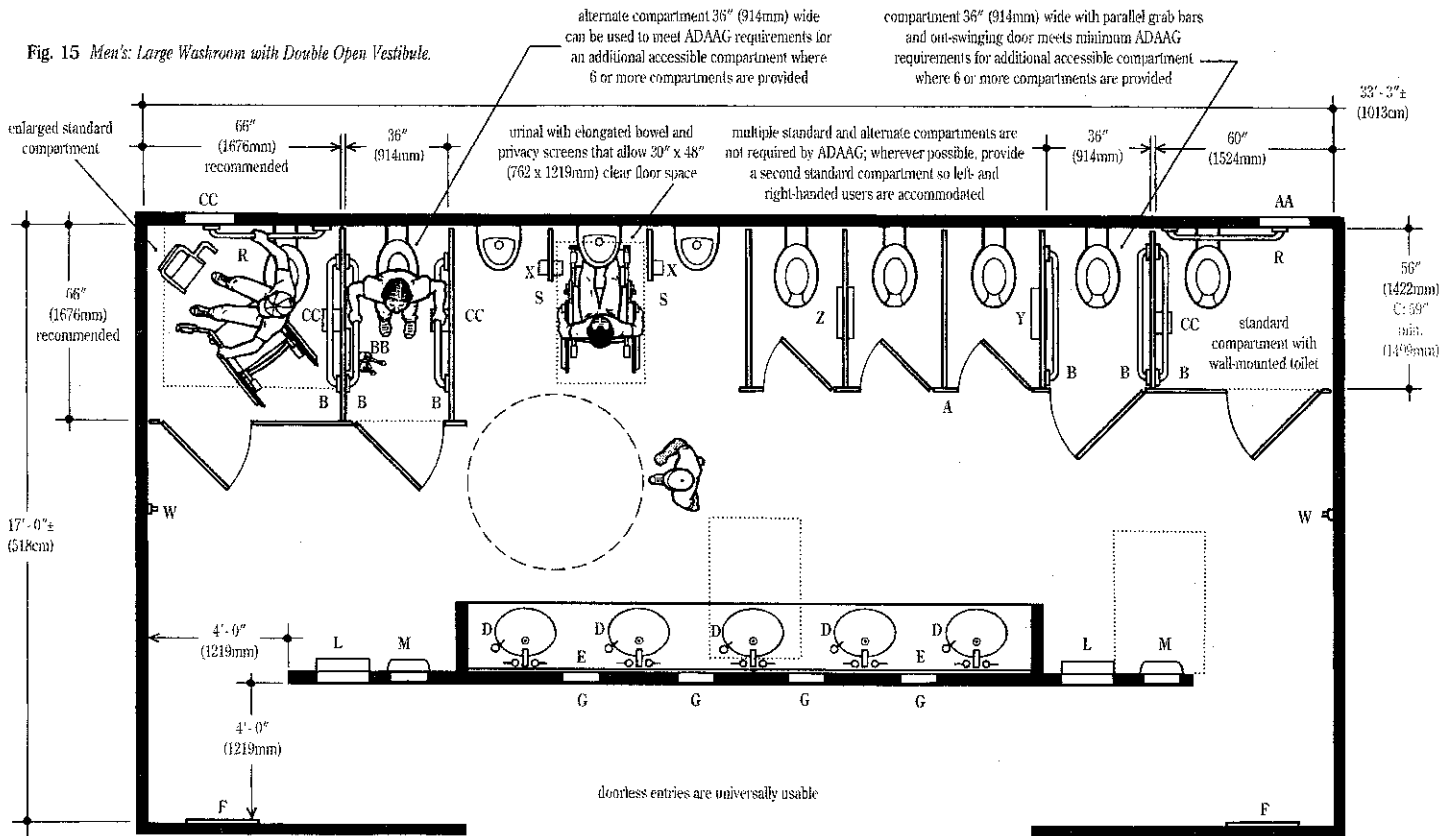 Fig. 15 Men's: Large Washroom with Double Open Vestibule.
alternate compartment 36" (914mm) wide
can be used to meet ADAAG requirements for
an additional accessible compartment where
6 or more compartments are provided
compartment 36" (914mm) wide with parallel grab bars
and out-swinging door meets minimum ADAAG
requirements for additional accessible compartment
where 6 or more compartments are provided
33'-3"±
(1013cm)
enlarged standard
compartment
66"
(1676mm)
recommended
36"
(914mm)
urinal with elongated bowel and
privacy screens that allow 30" x 48"
(762 x 1219mm) clear floor space
multiple standard and alternate compartments are
not required by ADAAG; wherever possible, provide
a second standard compartment so left- and
right-handed users are accommodated
36"
(914mm)
60"
(1524mm)
CC
AA
R
R
66"
(1676mm)
recommended
X
X
S
S
CC
CC
BB
Z
Y
CC
standard
compartment with
wall-mounted toilet
56"
(1422mm)
C: 59"
min.
(1499mm)
B
B
B
A
B
B
B
W
W
17'-0"±
(518cm)
4'-0"
(1219mm)
L
M
D
D
D
D
D
E
E
L
M
G
G
G
G
4'-0"
(1219mm)
doorless entries are universally usable
F
F